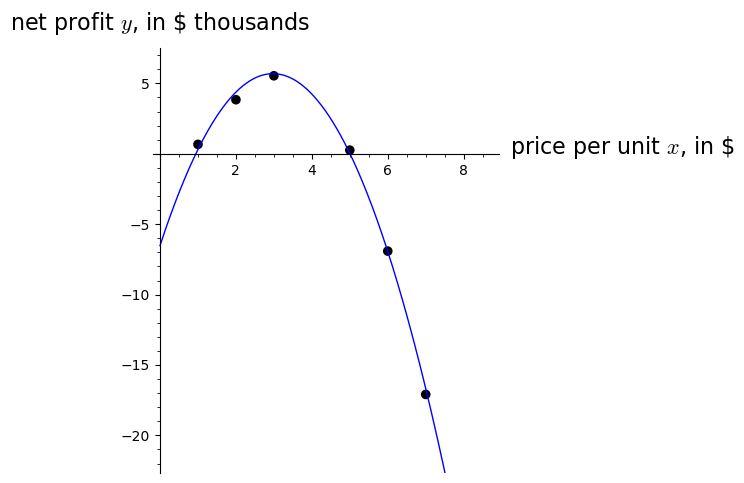 net profit y, in $ thousands
5
price per unit x, in $
2 4 6 8
−5
−10
−15
−20